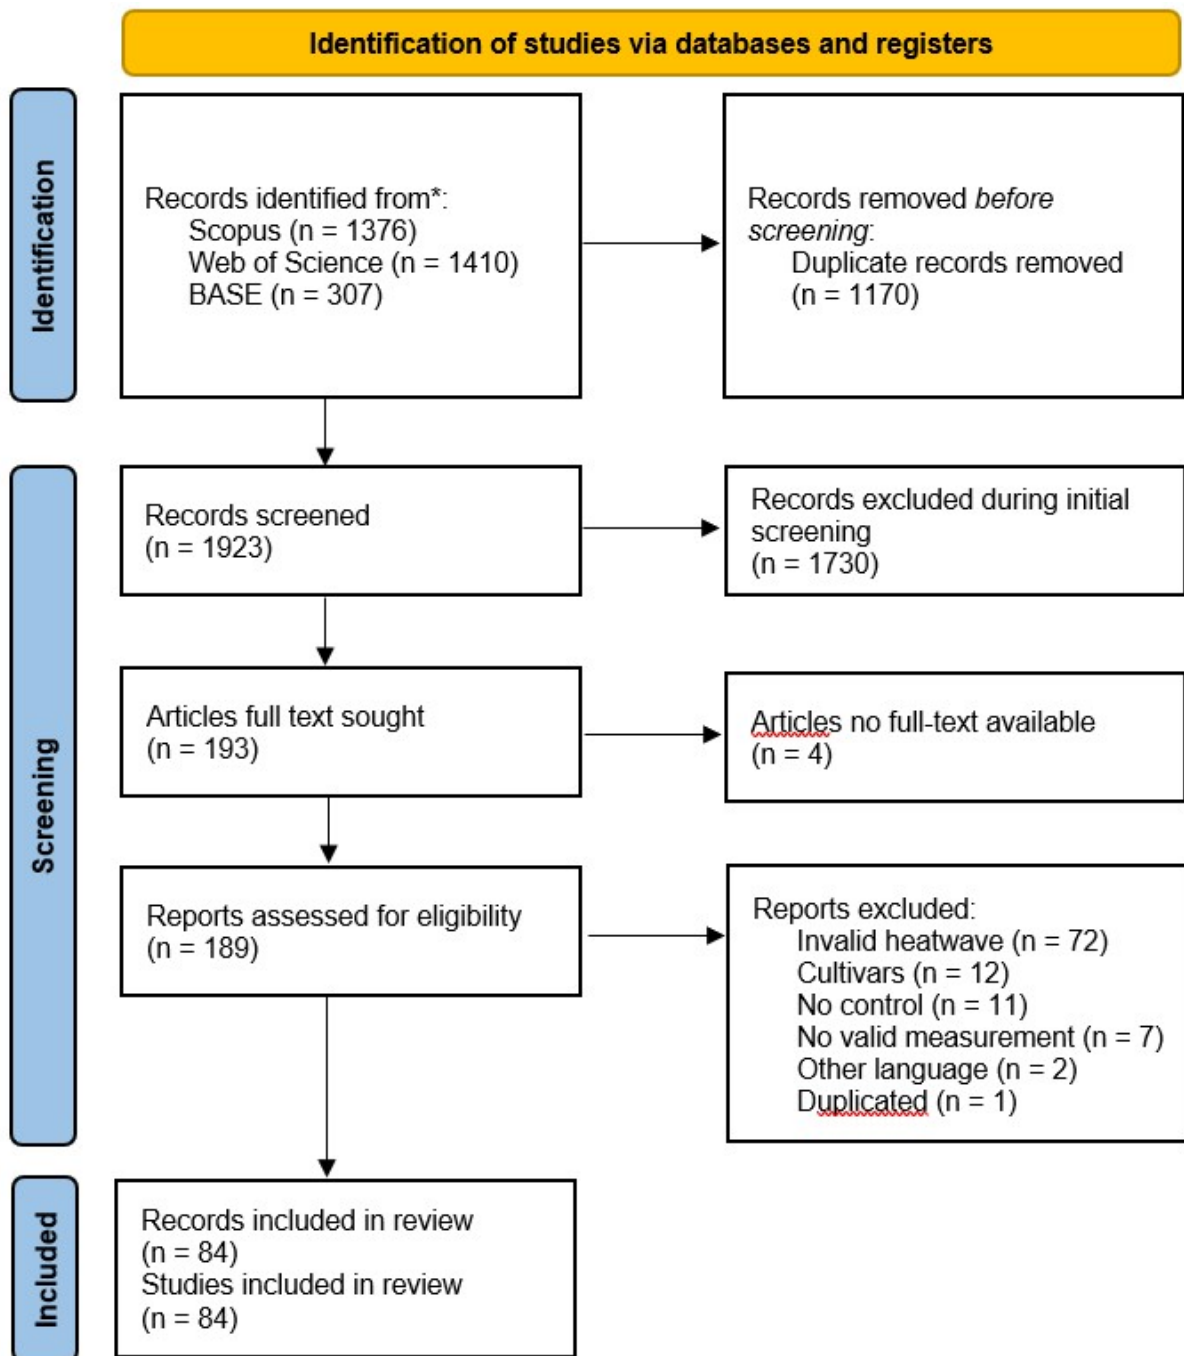 Identification of studies via databases and registers
Identification
Records identified from*:
Scopus (n = 1376)
Web of Science (n = 1410)
BASE (n = 307)
Records removed before
screening:
Duplicate records removed
(n = 1170)
Screening
Records screened
(n = 1923)
Records excluded during initial
screening
(n = 1730)
Articles full text sought
(n = 193)
Articles no full-text available
(n = 4)
Reports assessed for eligibility
(n = 189)
Reports excluded:
Invalid heatwave (n = 72)
Cultivars (n = 12)
No control (n = 11)
No valid measurement (n = 7)
Other language (n = 2)
Duplicated (n = 1)
Included
Records included in review
(n = 84)
Studies included in review
(n = 84)